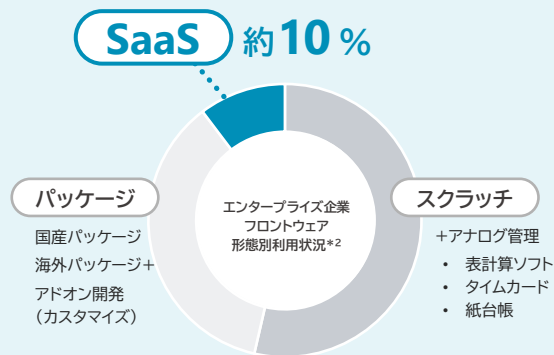 SaaS 約10 %
パッケージ
国産パッケージ
海外パッケージ+
アドオン開発
(カスタマイズ)
エンタープライズ企業
フロントウェア
形態別利用状況*2
スクラッチ
+アナログ管理
• 表計算ソフト
• タイムカード
• 紙台帳